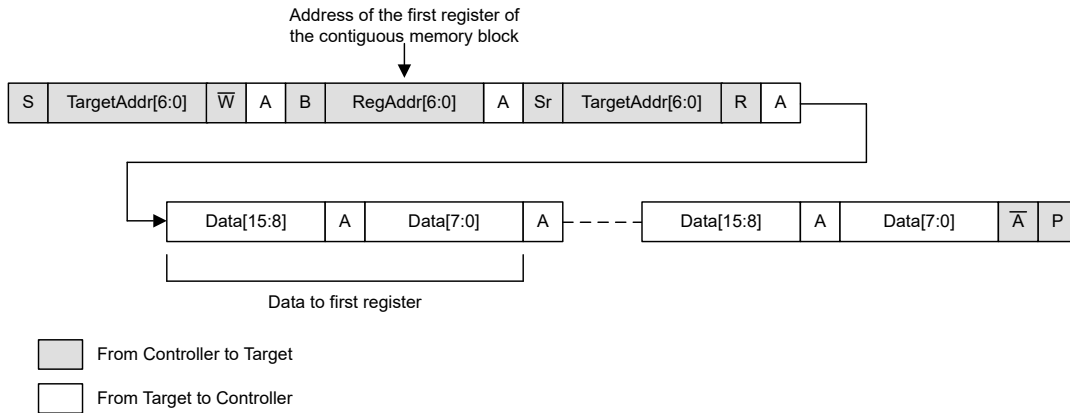 Address of the first register of
the contiguous memory block
S TargetAddr[6:0] W̅ A B RegAddr[6:0] A Sr TargetAddr[6:0] R A
Data[15:8] A Data[7:0] A Data[15:8] A Data[7:0] A̅ P
Data to first register
From Controller to Target
From Target to Controller